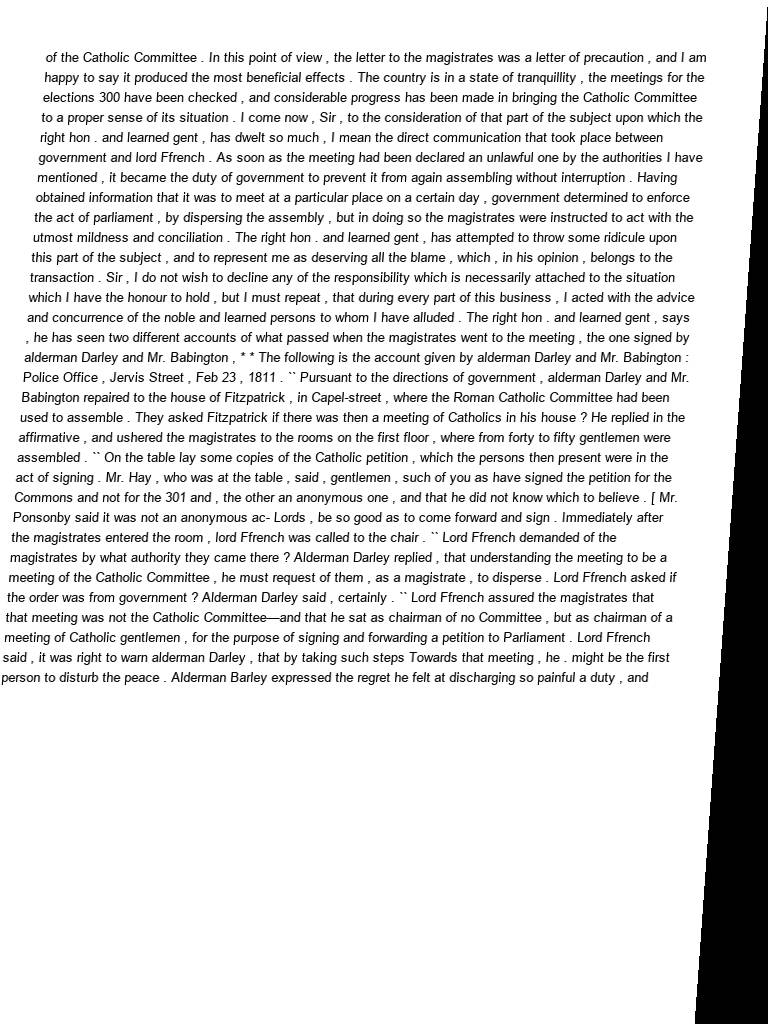 of the Catholic Committee . In this point of view , the letter to the magistrates was a letter of precaution , and I am
happy to say it produced the most beneficial effects . The country is in a state of tranquillity , the meetings for the
elections 300 have been checked , and considerable progress has been made in bringing the Catholic Committee
to a proper sense of its situation . I come now , Sir , to the consideration of that part of the subject upon which the
right hon . and learned gent , has dwelt so much , I mean the direct communication that took place between
government and lord Ffrench . As soon as the meeting had been declared an unlawful one by the authorities I have
mentioned , it became the duty of government to prevent it from again assembling without interruption . Having
obtained information that it was to meet at a particular place on a certain day , government determined to enforce
the act of parliament , by dispersing the assembly , but in doing so the magistrates were instructed to act with the
utmost mildness and conciliation . The right hon . and learned gent , has attempted to throw some ridicule upon
this part of the subject , and to represent me as deserving all the blame , which , in his opinion , belongs to the
transaction . Sir , I do not wish to decline any of the responsibility which is necessarily attached to the situation
which I have the honour to hold , but I must repeat , that during every part of this business , I acted with the advice
and concurrence of the noble and learned persons to whom I have alluded . The right hon . and learned gent , says
, he has seen two different accounts of what passed when the magistrates went to the meeting , the one signed by
alderman Darley and Mr. Babington , * * The following is the account given by alderman Darley and Mr. Babington :
Police Office , Jervis Street , Feb 23 , 1811 . `` Pursuant to the directions of government , alderman Darley and Mr.
Babington repaired to the house of Fitzpatrick , in Capel-street , where the Roman Catholic Committee had been
used to assemble . They asked Fitzpatrick if there was then a meeting of Catholics in his house ? He replied in the
affirmative , and ushered the magistrates to the rooms on the first floor , where from forty to fifty gentlemen were
assembled . `` On the table lay some copies of the Catholic petition , which the persons then present were in the
act of signing . Mr. Hay , who was at the table , said , gentlemen , such of you as have signed the petition for the
Commons and not for the 301 and , the other an anonymous one , and that he did not know which to believe . [ Mr.
Ponsonby said it was not an anonymous ac- Lords , be so good as to come forward and sign . Immediately after
the magistrates entered the room , lord Ffrench was called to the chair . `` Lord Ffrench demanded of the
magistrates by what authority they came there ? Alderman Darley replied , that understanding the meeting to be a
meeting of the Catholic Committee , he must request of them , as a magistrate , to disperse . Lord Ffrench asked if
the order was from government ? Alderman Darley said , certainly . `` Lord Ffrench assured the magistrates that
that meeting was not the Catholic Committee—and that he sat as chairman of no Committee , but as chairman of a
meeting of Catholic gentlemen , for the purpose of signing and forwarding a petition to Parliament . Lord Ffrench
said , it was right to warn alderman Darley , that by taking such steps Towards that meeting , he . might be the first
person to disturb the peace . Alderman Barley expressed the regret he felt at discharging so painful a duty , and